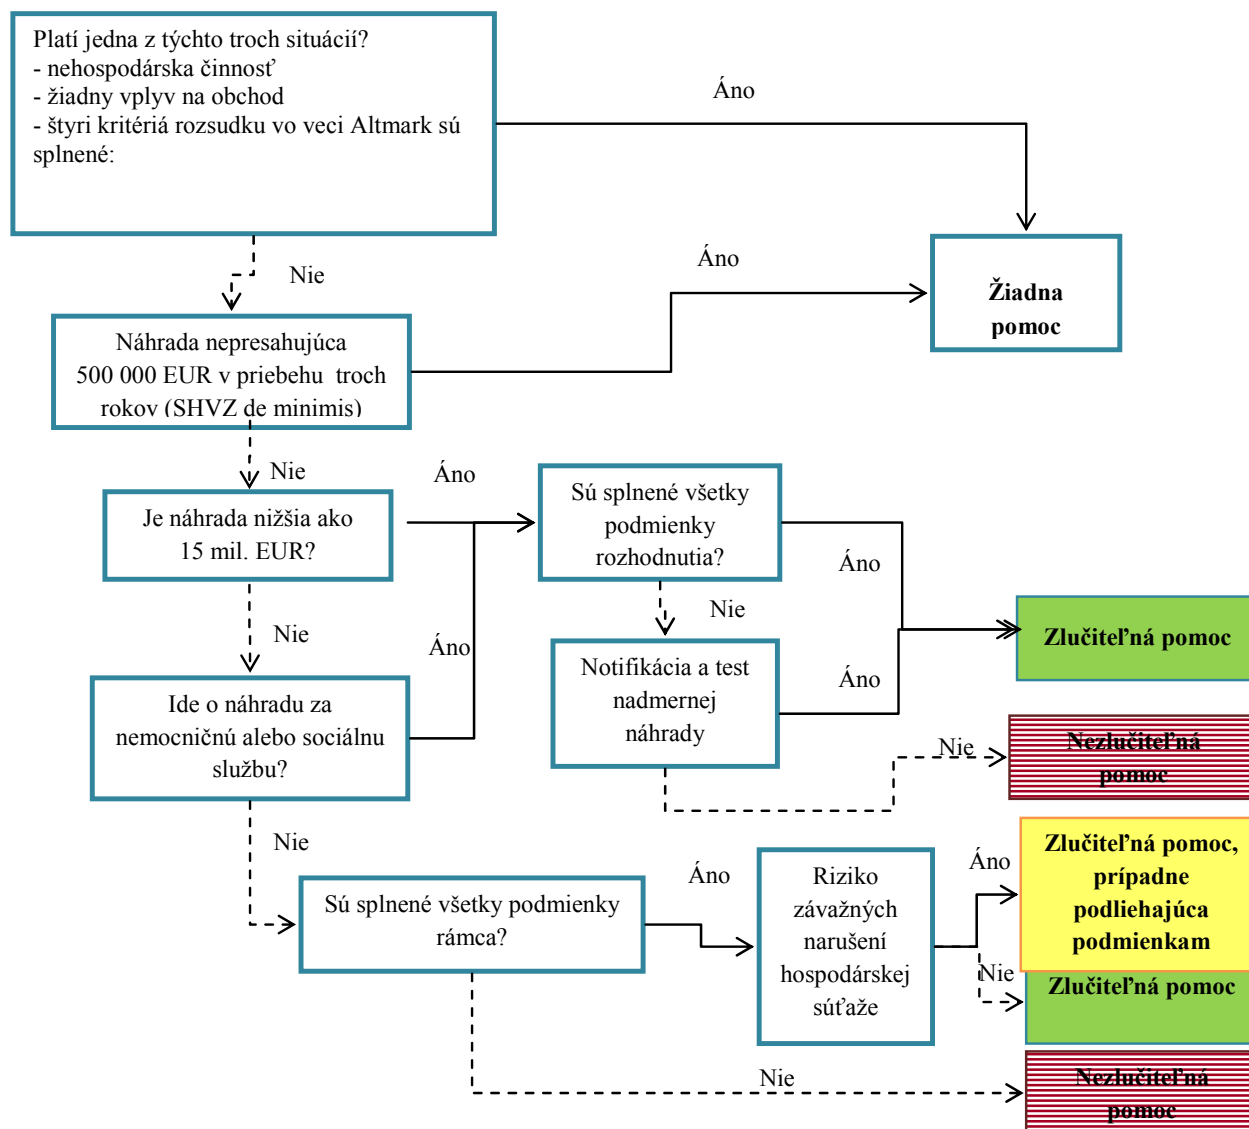 Platí jedna z týchto troch situácií?
- nehospodárska činnosť
- žiadny vplyv na obchod
- štyri kritériá rozsudku vo veci Altmark sú
splnené:
Áno
Nie
Áno
Žiadna
pomoc
Náhrada nepresahujúca
500 000 EUR v priebehu troch
rokov (SHVZ de minimis)
Nie
Áno
Je náhrada nižšia ako
15 mil. EUR?
Sú splnené všetky
podmienky
rozhodnutia?
Áno
Nie
Nie
Áno
Zlučiteľná pomoc
Ide o náhradu za
nemocničnú alebo sociálnu
službu?
Notifikácia a test
nadmernej
náhrady
Áno
Nie
Nezlučiteľná
pomoc
Nie
Sú splnené všetky podmienky
rámca?
Áno
Riziko
závažných
narušení
hospodárskej
súťaže
Áno
Zlučiteľná pomoc,
prípadne
podliehajúca
podmienkam
Nie
Zlučiteľná pomoc
Nie
Nezlučiteľná
pomoc